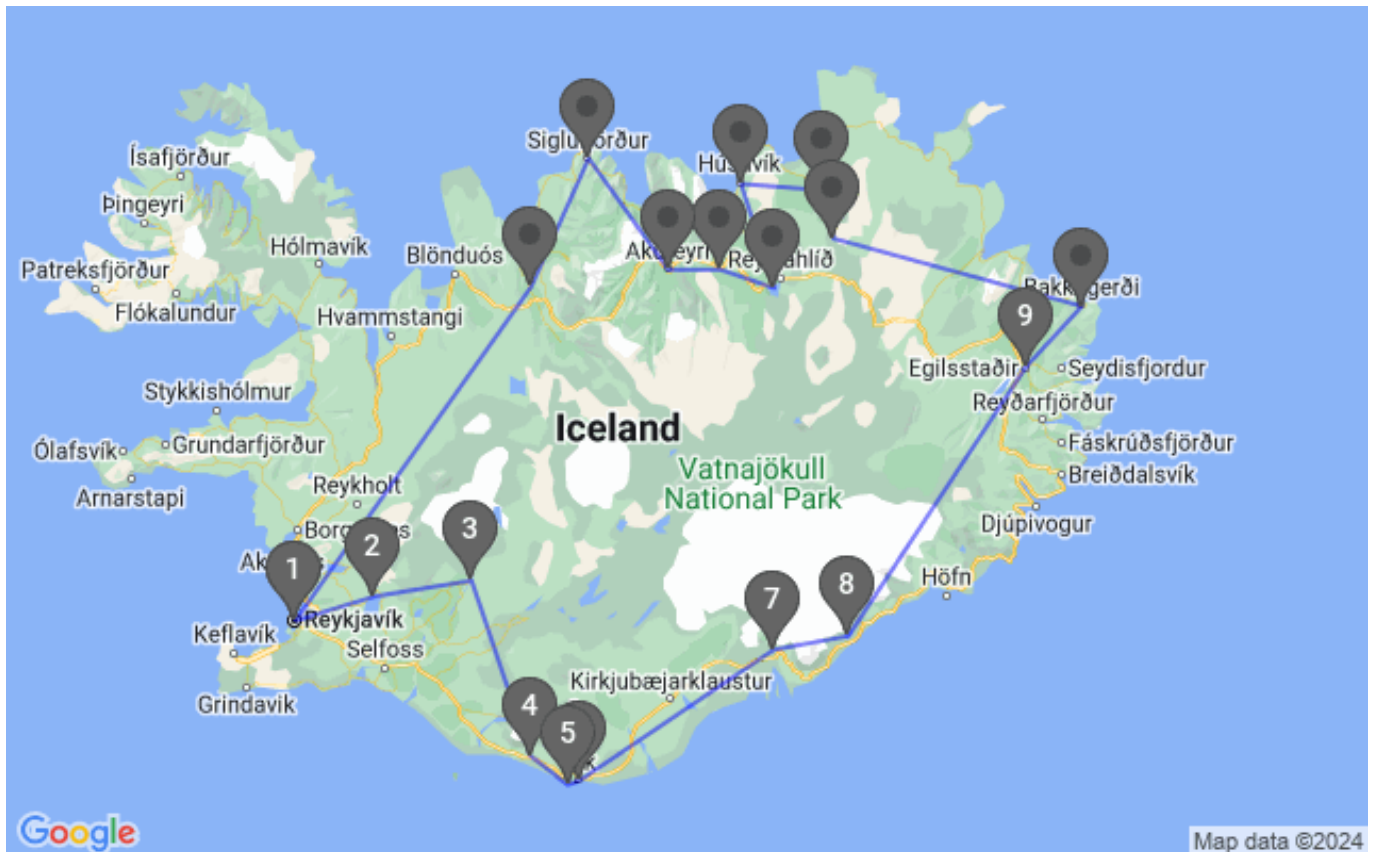 Siglufjörður
Ísafjörður
Þingeyri
Hólmavík
Blönduós
Patreksfjörður
Flókalundur
Hvammstangi
Egilsstaðir
Seydisfjordur
9
Stykkishólmur
Reyðarfjörður
Iceland
Ólafsvík
Grundarfjörður
Fáskrúðsfjörður
Vatnajökull
National Park
Breiðdalsvík
Arnarstapi
Reykholt
Djúpivogur
3
2
1
8
7
Höfn
Reykjavík
Keflavík
Selfoss
Kirkjubæjarklaustur
Grindavik
4
5
Google
Map data ©2024